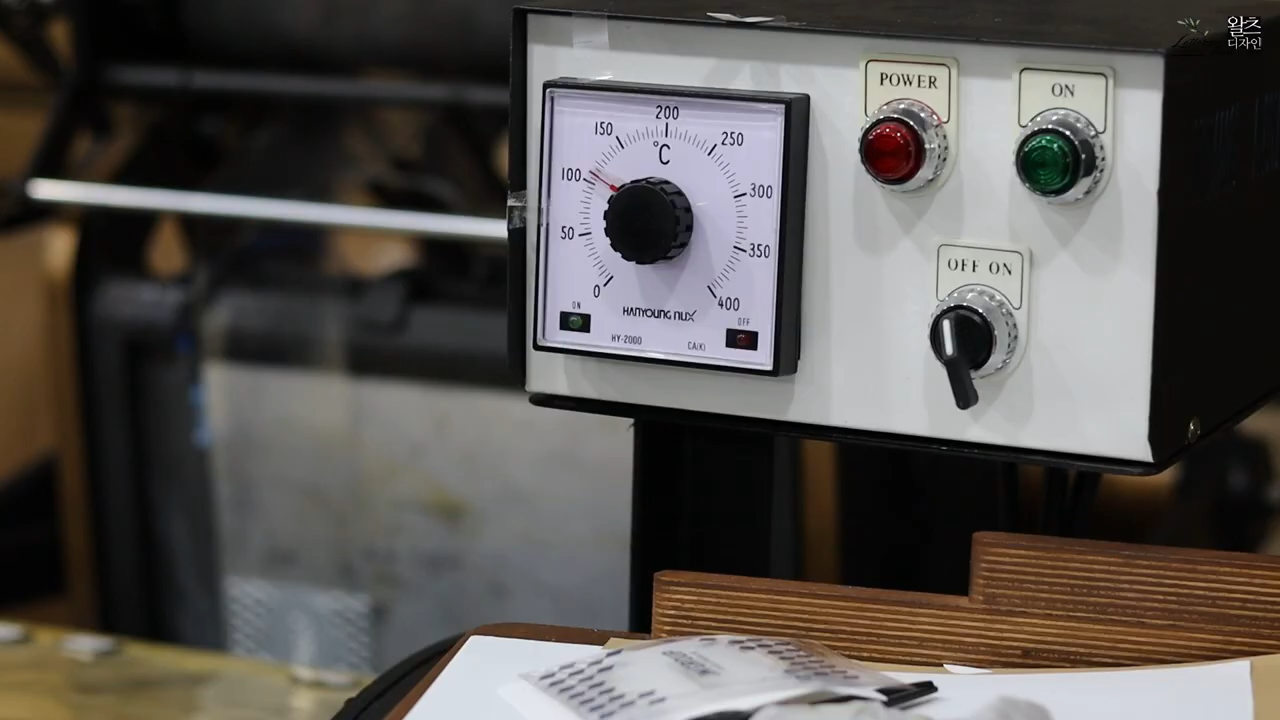 왈츠
디자인
POWER
ON
OFF ON
200
150
250
°C
100
300
50
350
0
400
HANYOUNG NUX
ON
OFF
HY-2000
CA(K)